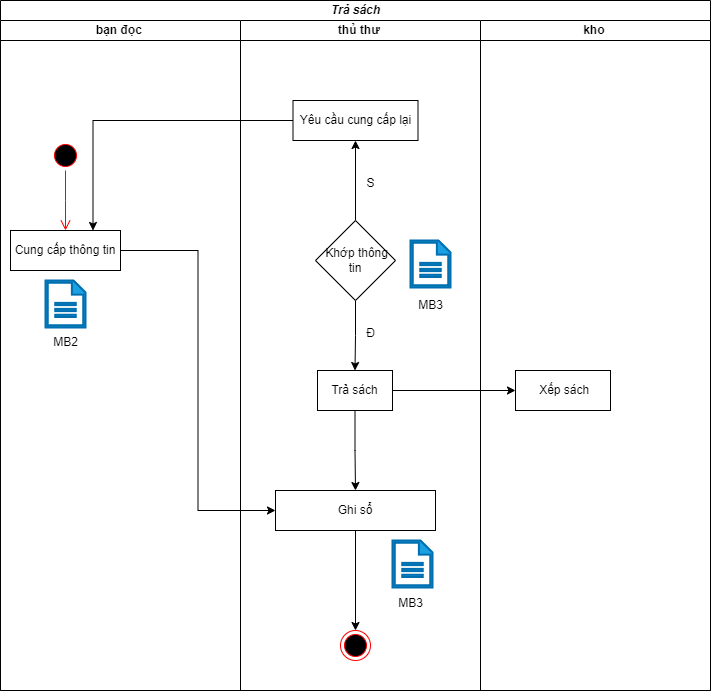 Trả sách
bạn đọc
thủ thư
kho
Yêu cầu cung cấp lại
S
Cung cấp thông tin
Khớp thông
tin
MB3
MB2
Đ
Trả sách
Xếp sách
Ghi sổ
MB3